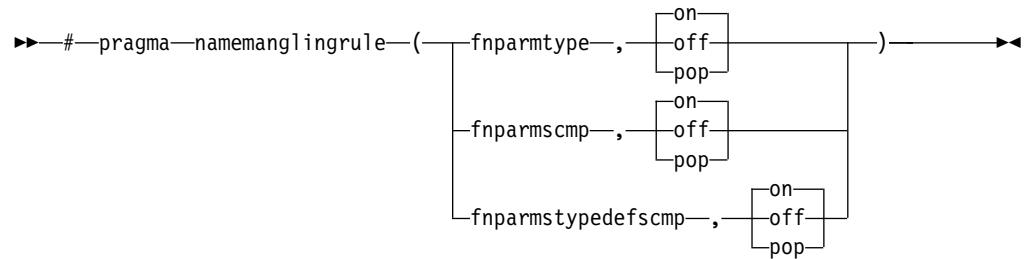 on
# pragma namemanglingrule ( fnparmtype , off )
pop
on
fnparmscmp , off
pop
on
fnparmstypedefscmp , off
pop